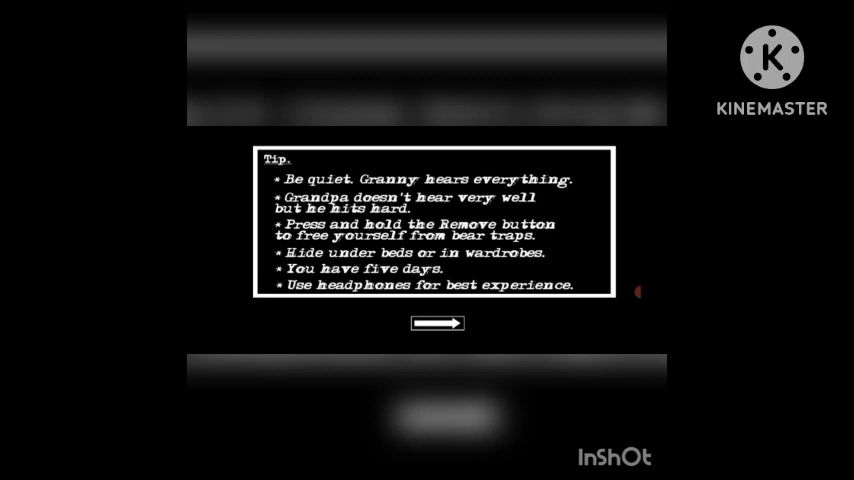 KINEMASTER
Tip.
* Be quiet. Granny hears everything.
* Grandpa doesn't hear very well
but he hits hard.
* Press and hold the Remove button
to free yourself from bear traps.
* Hide under beds or in wardrobes.
* You have five days.
* Use headphones for best experience.
InShOt